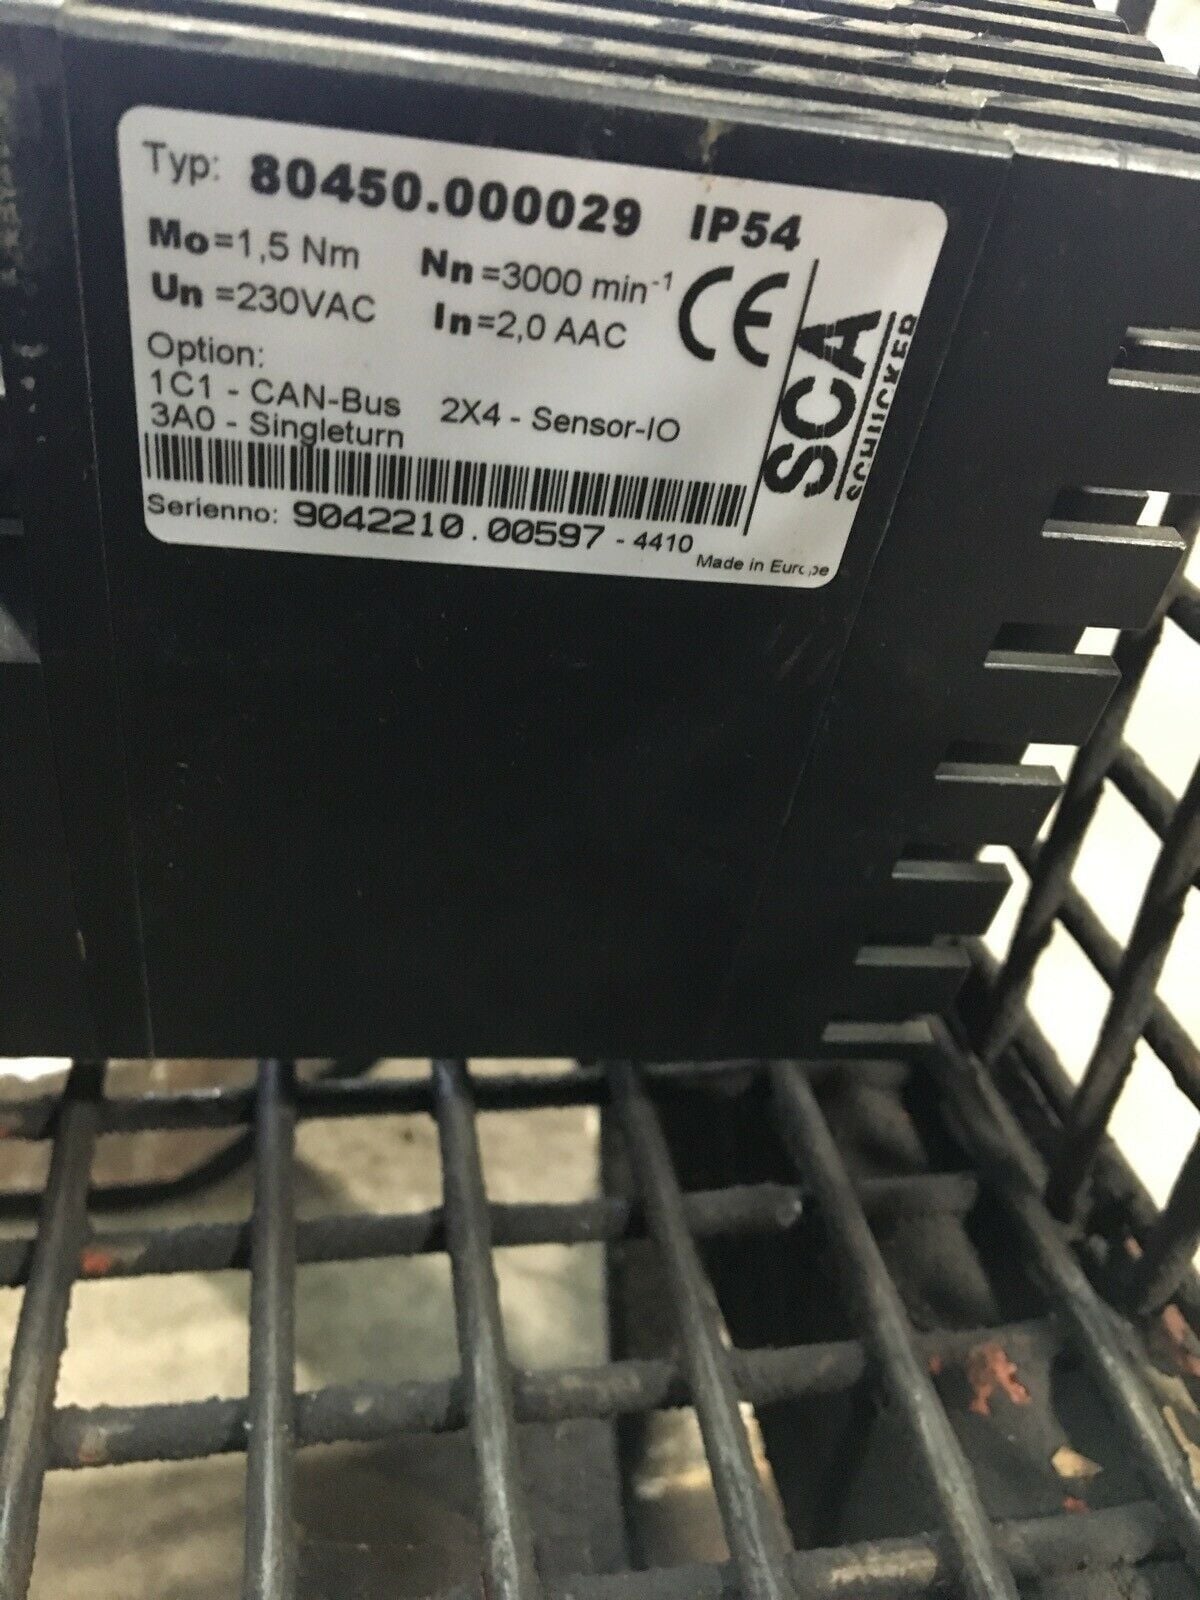 Typ: 80450.000029 IP54
Mo=1,5 Nm Nn=3000 min-1
Un=230VAC In=2,0 AAC
CE
Option:
1C1 - CAN-Bus 2X4 - Sensor-IO
3A0 - Singleturn
Serienno: 9042210.00597-4410
Made in Europe
SCA
SCHUCKER